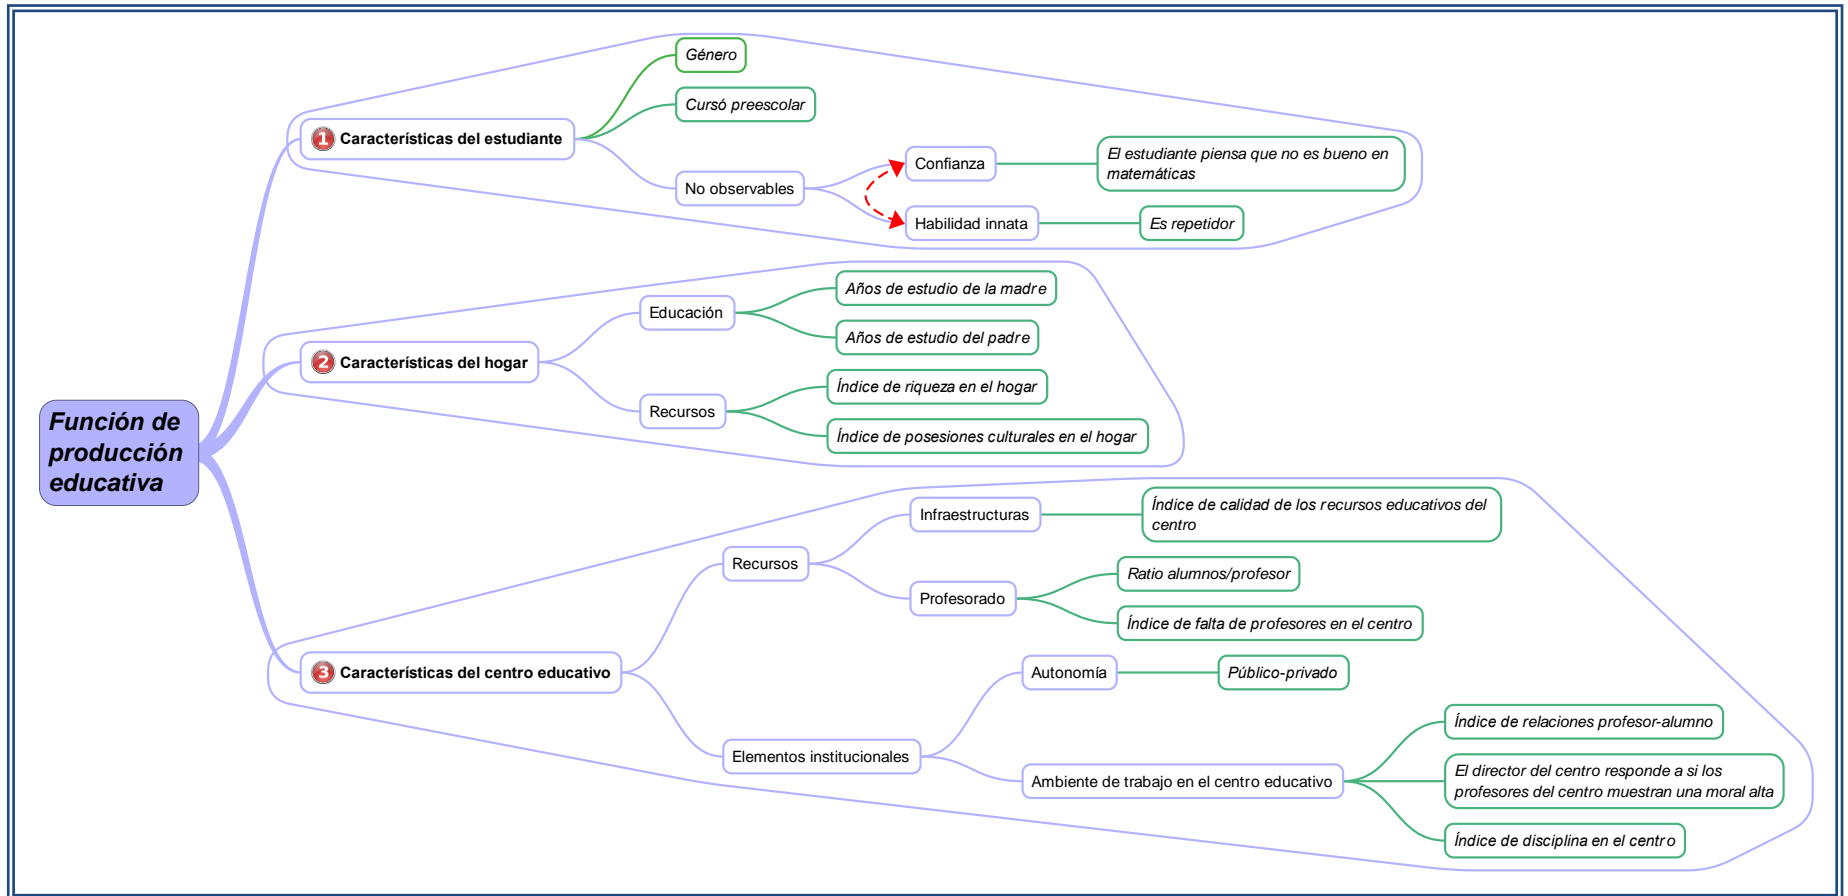 Función de
producción
educativa
1 Características del estudiante
Género
Cursó preescolar
No observables
Confianza
El estudiante piensa que no es bueno en
matemáticas
Habilidad innata
Es repetidor
2 Características del hogar
Educación
Años de estudio de la madre
Años de estudio del padre
Recursos
Índice de riqueza en el hogar
Índice de posesiones culturales en el hogar
3 Características del centro educativo
Recursos
Infraestructuras
Índice de calidad de los recursos educativos del
centro
Profesorado
Ratio alumnos/profesor
Índice de falta de profesores en el centro
Elementos institucionales
Autonomía
Público-privado
Ambiente de trabajo en el centro educativo
Índice de relaciones profesor-alumno
El director del centro responde a si los
profesores del centro muestran una moral alta
Índice de disciplina en el centro